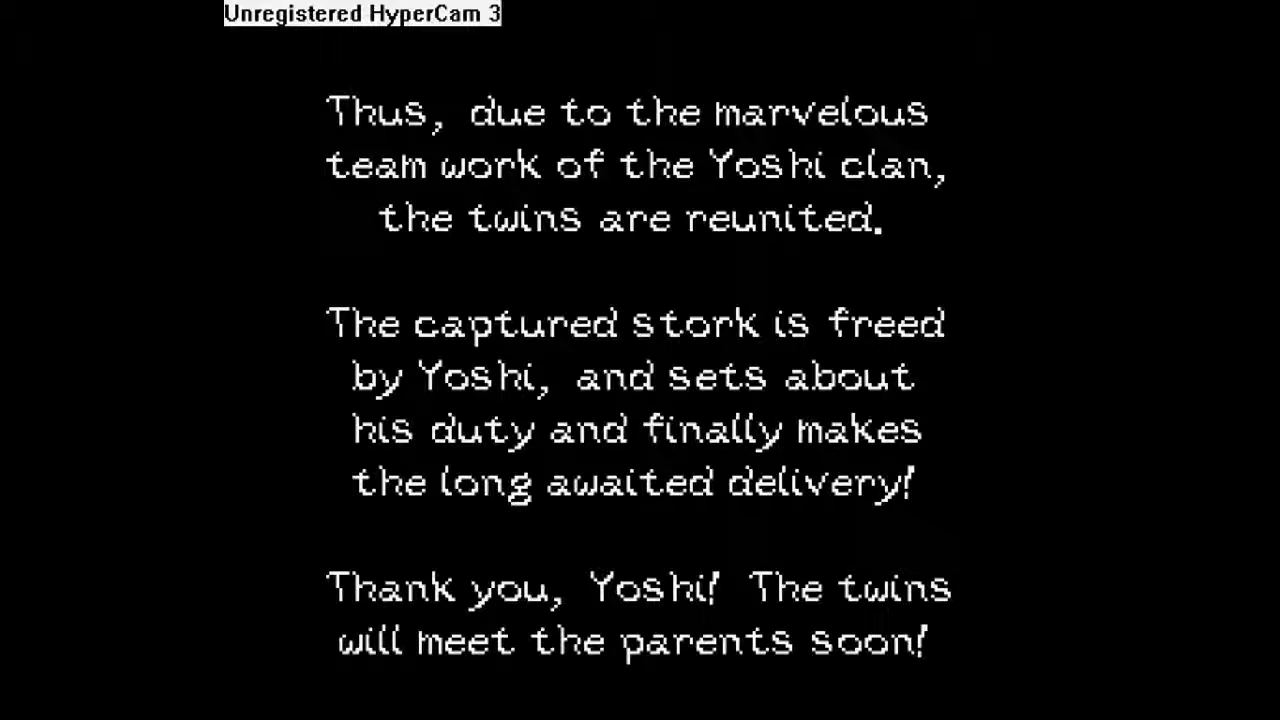 Unregistered HyperCam 3
Thus, due to the marvelous
team work of the Yoshi clan,
the twins are reunited.
The captured stork is freed
by Yoshi, and sets about
his duty and finally makes
the long awaited delivery!
Thank you, Yoshi! The twins
will meet the parents soon!